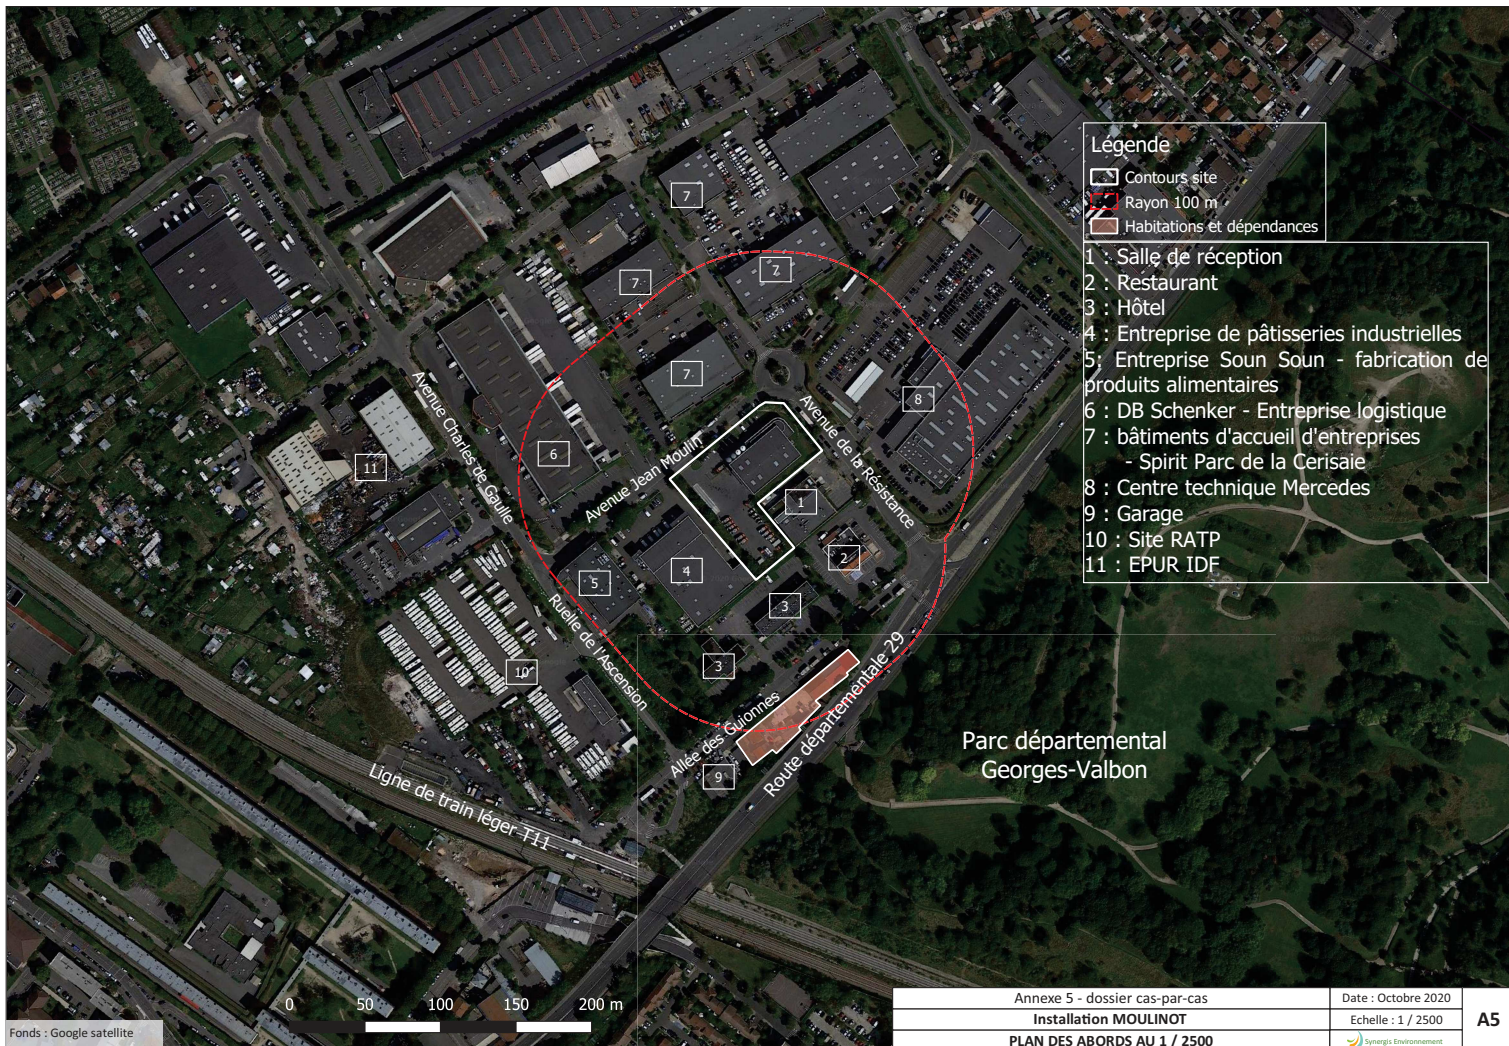 Légende
Contours site
Rayon 100 m
Habitations et dépendances
1 : Salle de réception
2 : Restaurant
3 : Hôtel
4 : Entreprise de pâtisseries industrielles
5: Entreprise Soun Soun - fabrication de
produits alimentaires
6 : DB Schenker - Entreprise logistique
7 : bâtiments d'accueil d'entreprises
- Spirit Parc de la Cerisaie
8 : Centre technique Mercedes
9 : Garage
10 : Site RATP
11 : EPUR IDF
7
7
7
7
8
6
11
1
2
5
4
3
3
10
9
Avenue Charles de Gaulle
Avenue Jean Moulin
Avenue de la Résistance
Ruelle de l'Ascension
Allée des Guionnes
Route départementale 29
Ligne de train léger T11
Parc départemental
Georges-Valbon
0 50 100 150 200 m
Fonds : Google satellite
Annexe 5 - dossier cas-par-cas
Installation MOULINOT
PLAN DES ABORDS AU 1 / 2500
Date : Octobre 2020
Echelle : 1 / 2500
Synergis Environnement
A5